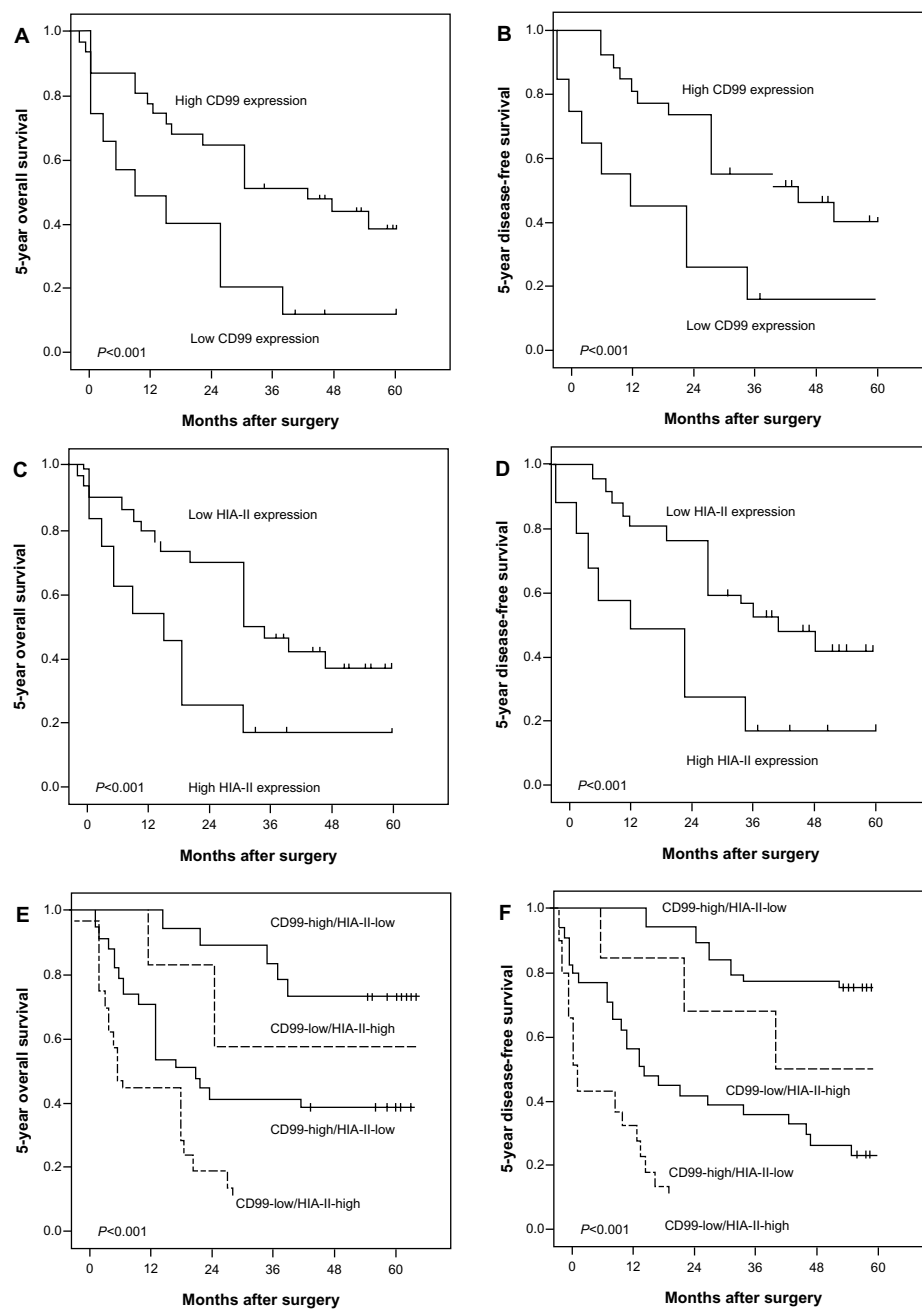 A
1.0
0.8
0.6
0.4
0.2
0.0
5-year overall survival
High CD99 expression
Low CD99 expression
P<0.001
0 12 24 36 48 60
Months after surgery
B
1.0
0.8
0.6
0.4
0.2
0.0
5-year disease-free survival
High CD99 expression
Low CD99 expression
P<0.001
0 12 24 36 48 60
Months after surgery
C
1.0
0.8
0.6
0.4
0.2
0.0
5-year overall survival
Low HIA-II expression
High HIA-II expression
P<0.001
0 12 24 36 48 60
Months after surgery
D
1.0
0.8
0.6
0.4
0.2
0.0
5-year disease-free survival
Low HIA-II expression
High HIA-II expression
P<0.001
0 12 24 36 48 60
Months after surgery
E
1.0
0.8
0.6
0.4
0.2
0.0
5-year overall survival
CD99-high/HIA-II-low
CD99-low/HIA-II-high
CD99-high/HIA-II-low
CD99-low/HIA-II-high
P<0.001
0 12 24 36 48 60
Months after surgery
F
1.0
0.8
0.6
0.4
0.2
0.0
5-year disease-free survival
CD99-high/HIA-II-low
CD99-low/HIA-II-high
CD99-high/HIA-II-low
CD99-low/HIA-II-high
P<0.001
0 12 24 36 48 60
Months after surgery